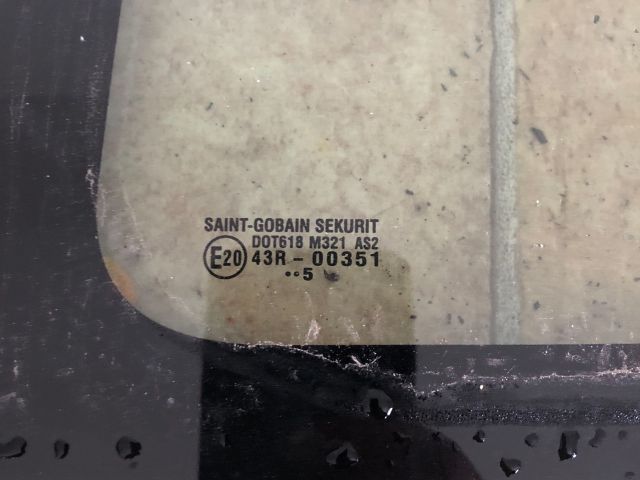 SAINT-GOBAIN SEKURIT
DOT618 M321 AS2
E20 43R - 00351
••5